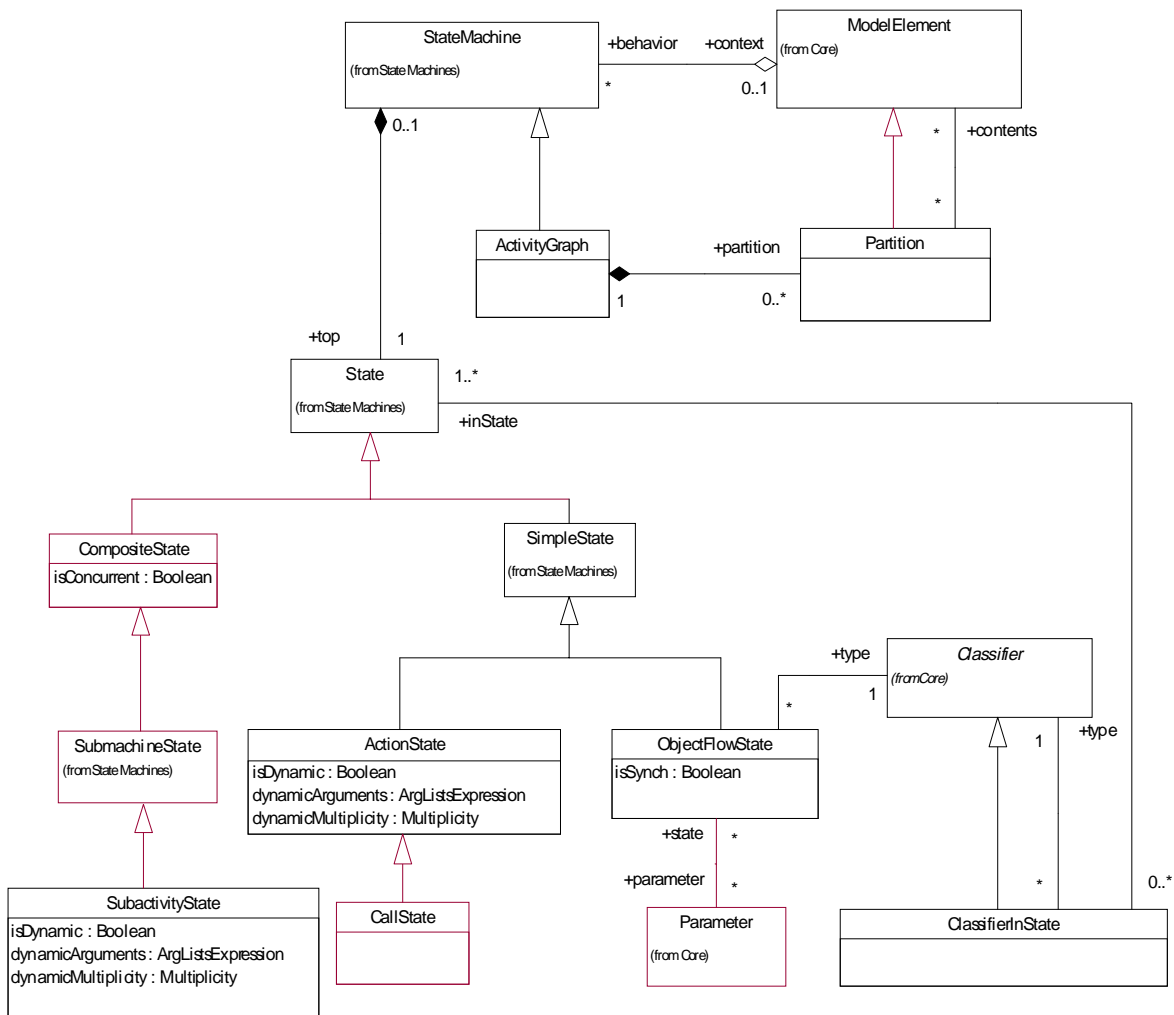 StateMachine
(from State Machines)
+behavior
+context
*
0..1
ModelElement
(from Core)
0..1
*
+contents
*
ActivityGraph
+partition
1
0..*
Partition
+top
1
State
(from State Machines)
1..*
+inState
CompositeState
isConcurrent : Boolean
SimpleState
(from State Machines)
+type
1
*
Classifier
(from Core)
1
+type
SubmachineState
(from State Machines)
ActionState
isDynamic : Boolean
dynamicArguments : ArgListsExpression
dynamicMultiplicity : Multiplicity
ObjectFlowState
isSynch : Boolean
+state
*
+parameter
*
*
0..*
SubactivityState
isDynamic : Boolean
dynamicArguments : ArgListsExpression
dynamicMultiplicity : Multiplicity
CallState
Parameter
(from Core)
ClassifierInState